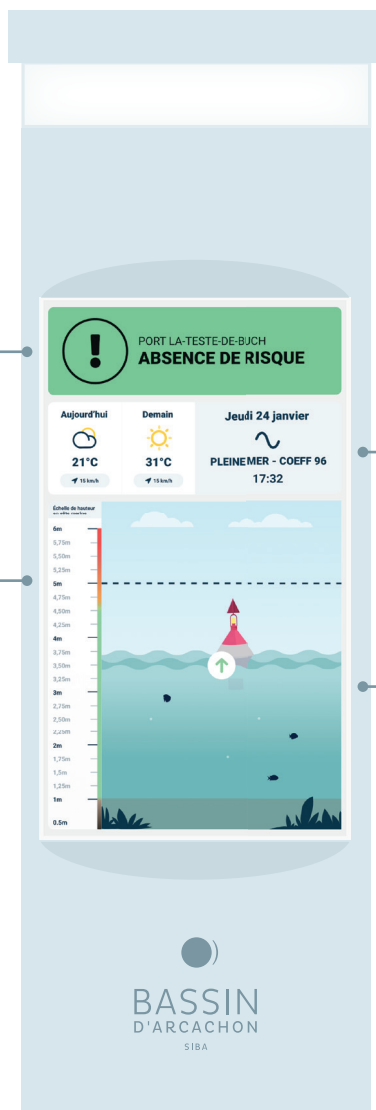 PORT LA-TESTE-DE-BUCH
ABSENCE DE RISQUE
Aujourd'hui
21°C
15 km/h
Demain
31°C
15 km/h
Jeudi 24 janvier
PLEINE MER - COEFF 96
17:32
Échelle de hauteur
6m
5,75m
5,50m
5,25m
5m
4,75m
4,50m
4,25m
4m
3,75m
3,50m
3,25m
3m
2,75m
2,50m
2,25m
2m
1,75m
1,5m
1,25m
1m
0.5m
BASSIN
D'ARCACHON
SIBA